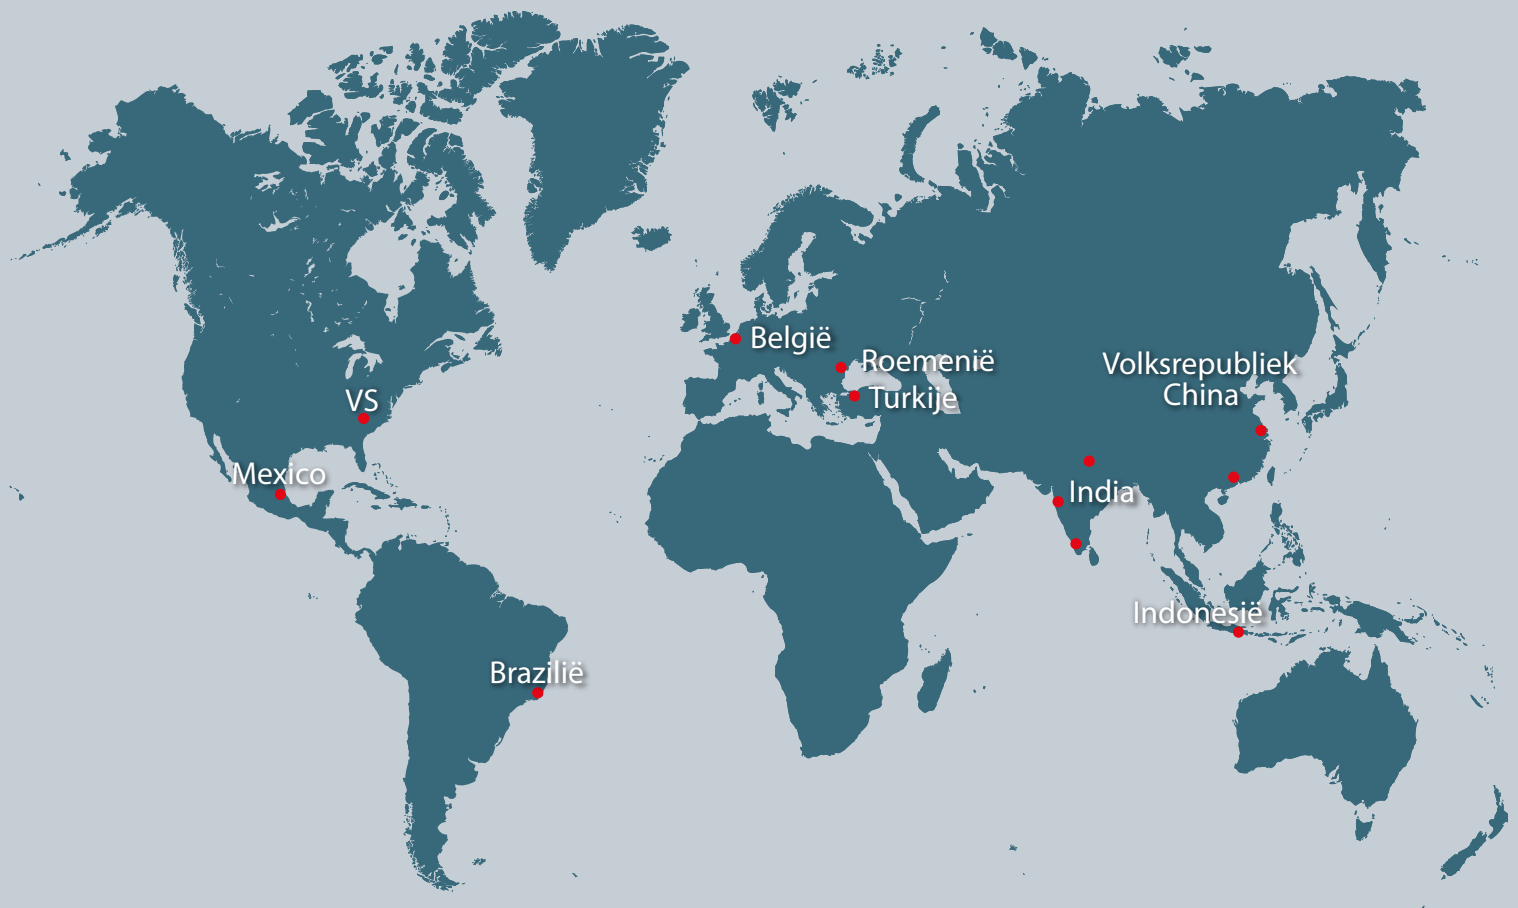 België
Roemenië
Volksrepubliek
China
Turkije
VS
Mexico
India
Indonesië
Brazilië